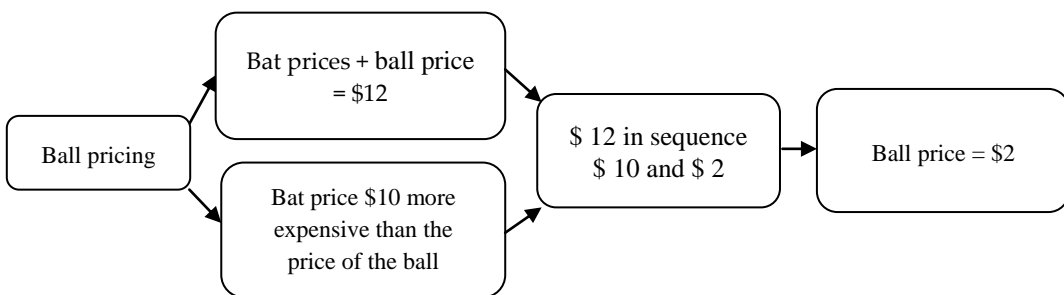 Ball pricing
Bat prices + ball price
= $12
Bat price $10 more
expensive than the
price of the ball
$ 12 in sequence
$ 10 and $ 2
Ball price = $2